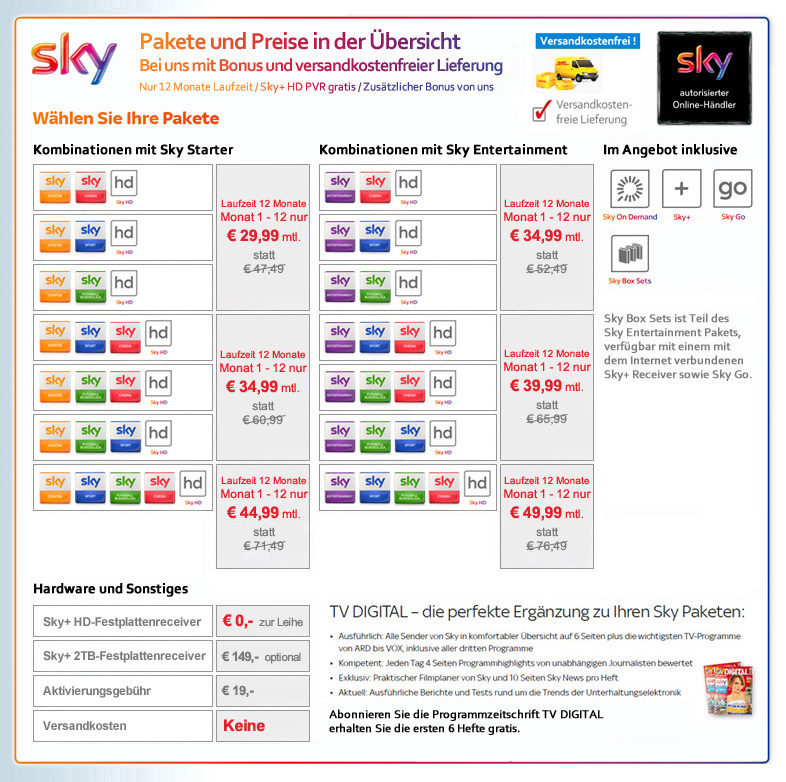 sky
Pakete und Preise in der Übersicht
Bei uns mit Bonus und versandkostenfreier Lieferung
Nur 12 Monate Laufzeit / Sky+ HD PVR gratis / Zusätzlicher Bonus von uns
Versandkostenfrei !
Versandkosten-
freie Lieferung
sky
autorisierter
Online-Händler
Wählen Sie Ihre Pakete
Kombinationen mit Sky Starter
sky STARTER sky CINEMA hd Sky HD
sky STARTER sky SPORT hd Sky HD
sky STARTER sky FUSSBALL BUNDESLIGA hd Sky HD
Laufzeit 12 Monate
Monat 1 - 12 nur
€ 29,99 mtl.
statt
€ 47,49
sky STARTER sky SPORT sky CINEMA hd Sky HD
sky STARTER sky FUSSBALL BUNDESLIGA sky CINEMA hd Sky HD
sky STARTER sky FUSSBALL BUNDESLIGA sky SPORT hd Sky HD
Laufzeit 12 Monate
Monat 1 - 12 nur
€ 34,99 mtl.
statt
€ 60,99
sky STARTER sky SPORT sky FUSSBALL BUNDESLIGA sky CINEMA hd Sky HD
Laufzeit 12 Monate
Monat 1 - 12 nur
€ 44,99 mtl.
statt
€ 71,49
Kombinationen mit Sky Entertainment
sky ENTERTAINMENT sky CINEMA hd Sky HD
sky ENTERTAINMENT sky SPORT hd Sky HD
sky ENTERTAINMENT sky FUSSBALL BUNDESLIGA hd Sky HD
Laufzeit 12 Monate
Monat 1 - 12 nur
€ 34,99 mtl.
statt
€ 52,49
sky ENTERTAINMENT sky SPORT sky CINEMA hd Sky HD
sky ENTERTAINMENT sky FUSSBALL BUNDESLIGA sky CINEMA hd Sky HD
sky ENTERTAINMENT sky FUSSBALL BUNDESLIGA sky SPORT hd Sky HD
Laufzeit 12 Monate
Monat 1 - 12 nur
€ 39,99 mtl.
statt
€ 65,99
sky ENTERTAINMENT sky SPORT sky FUSSBALL BUNDESLIGA sky CINEMA hd Sky HD
Laufzeit 12 Monate
Monat 1 - 12 nur
€ 49,99 mtl.
statt
€ 76,49
Im Angebot inklusive
+ go
Sky On Demand Sky+ Sky Go
Sky Box Sets
Sky Box Sets ist Teil des
Sky Entertainment Pakets,
verfügbar mit einem mit
dem Internet verbundenen
Sky+ Receiver sowie Sky Go.
Hardware und Sonstiges
Sky+ HD-Festplattenreceiver € 0,- zur Leihe
Sky+ 2TB-Festplattenreceiver € 149,- optional
Aktivierungsgebühr € 19,-
Versandkosten Keine
TV DIGITAL – die perfekte Ergänzung zu Ihren Sky Paketen:
• Ausführlich: Alle Sender von Sky in komfortabler Übersicht auf 6 Seiten plus die wichtigsten TV-Programme
von ARD bis VOX, inklusive aller dritten Programme
• Kompetent: Jeden Tag 4 Seiten Programmhighlights von unabhängigen Journalisten bewertet
• Exklusiv: Praktischer Filmplaner von Sky und 10 Seiten Sky News pro Heft
• Aktuell: Ausführliche Berichte und Tests rund um die Trends der Unterhaltungselektronik
DIGITAL
Abonnieren Sie die Programmzeitschrift TV DIGITAL
erhalten Sie die ersten 6 Hefte gratis.